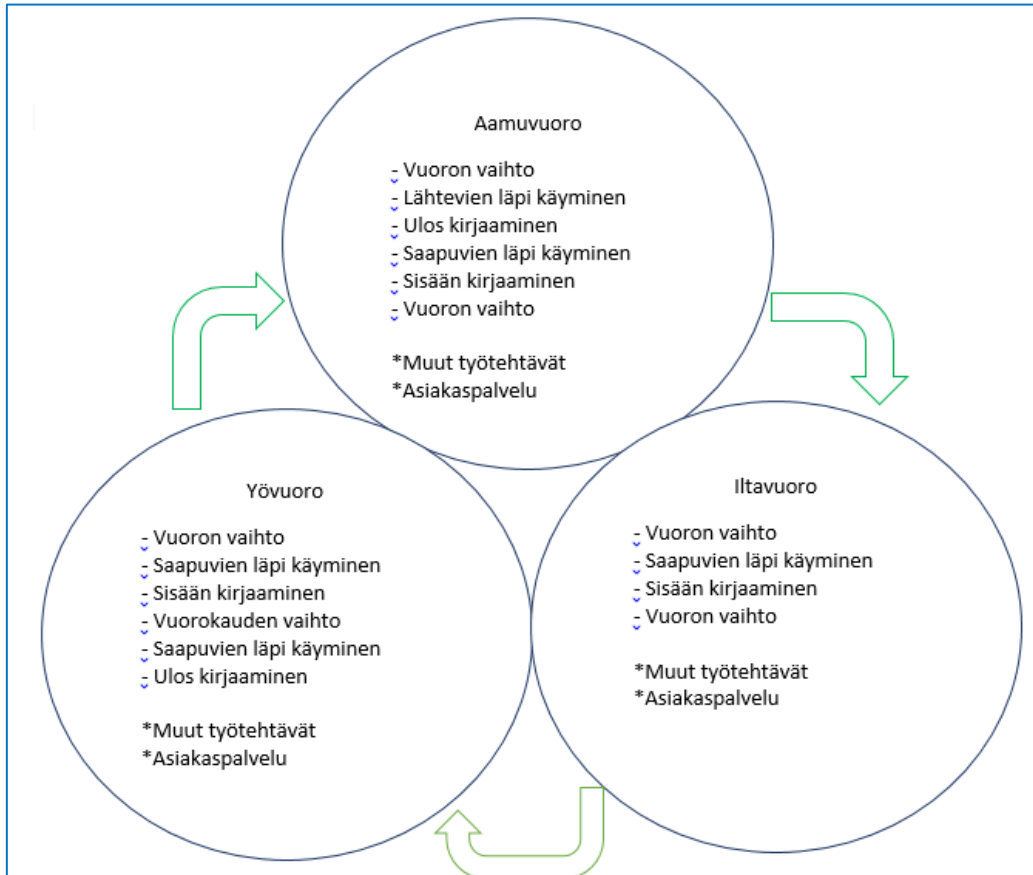 Aamuvuoro
- Vuoron vaihto
- Lähtevien läpi käyminen
- Ulos kirjaaminen
- Saapuvien läpi käyminen
- Sisään kirjaaminen
- Vuoron vaihto
*Muut työtehtävät
*Asiakaspalvelu
Yövuoro
- Vuoron vaihto
- Saapuvien läpi käyminen
- Sisään kirjaaminen
- Vuorokauden vaihto
- Saapuvien läpi käyminen
- Ulos kirjaaminen
*Muut työtehtävät
*Asiakaspalvelu
Iltavuoro
- Vuoron vaihto
- Saapuvien läpi käyminen
- Sisään kirjaaminen
- Vuoron vaihto
*Muut työtehtävät
*Asiakaspalvelu